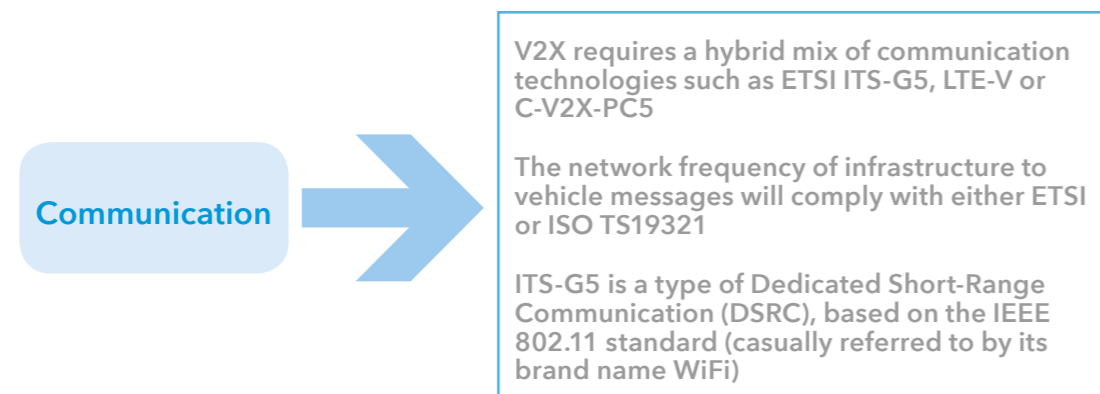 Communication
V2X requires a hybrid mix of communication
technologies such as ETSI ITS-G5, LTE-V or
C-V2X-PC5
The network frequency of infrastructure to
vehicle messages will comply with either ETSI
or ISO TS19321
ITS-G5 is a type of Dedicated Short-Range
Communication (DSRC), based on the IEEE
802.11 standard (casually referred to by its
brand name WiFi)